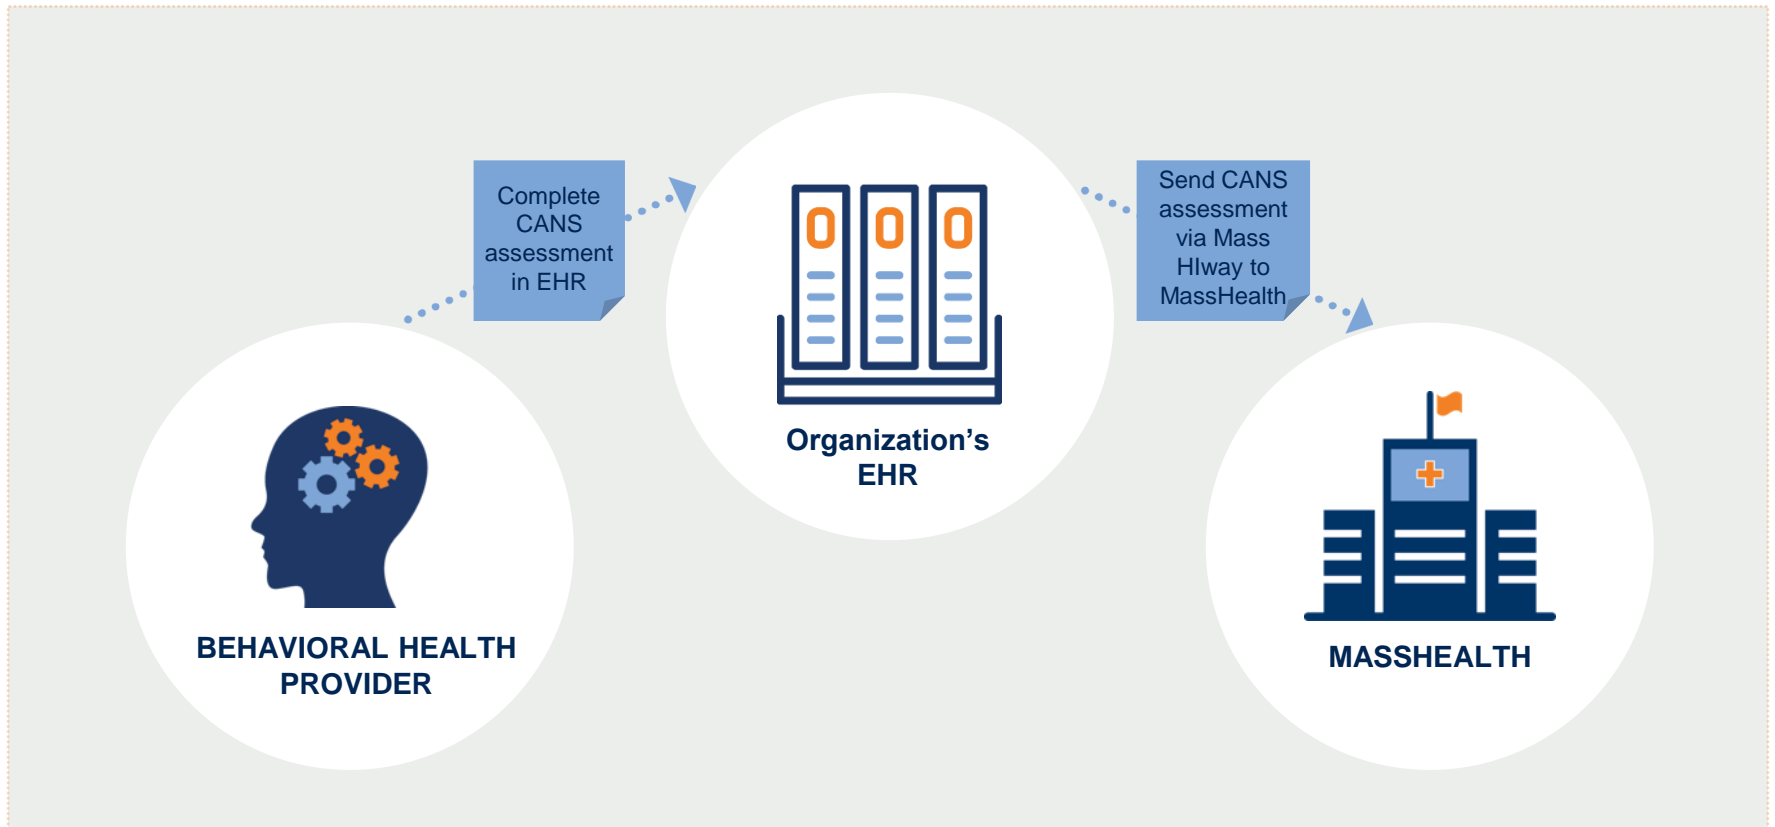 Complete
CANS
assessment
in EHR
Send CANS
assessment
via Mass
HIway to
MassHealth
Organization’s
EHR
BEHAVIORAL HEALTH
PROVIDER
MASSHEALTH